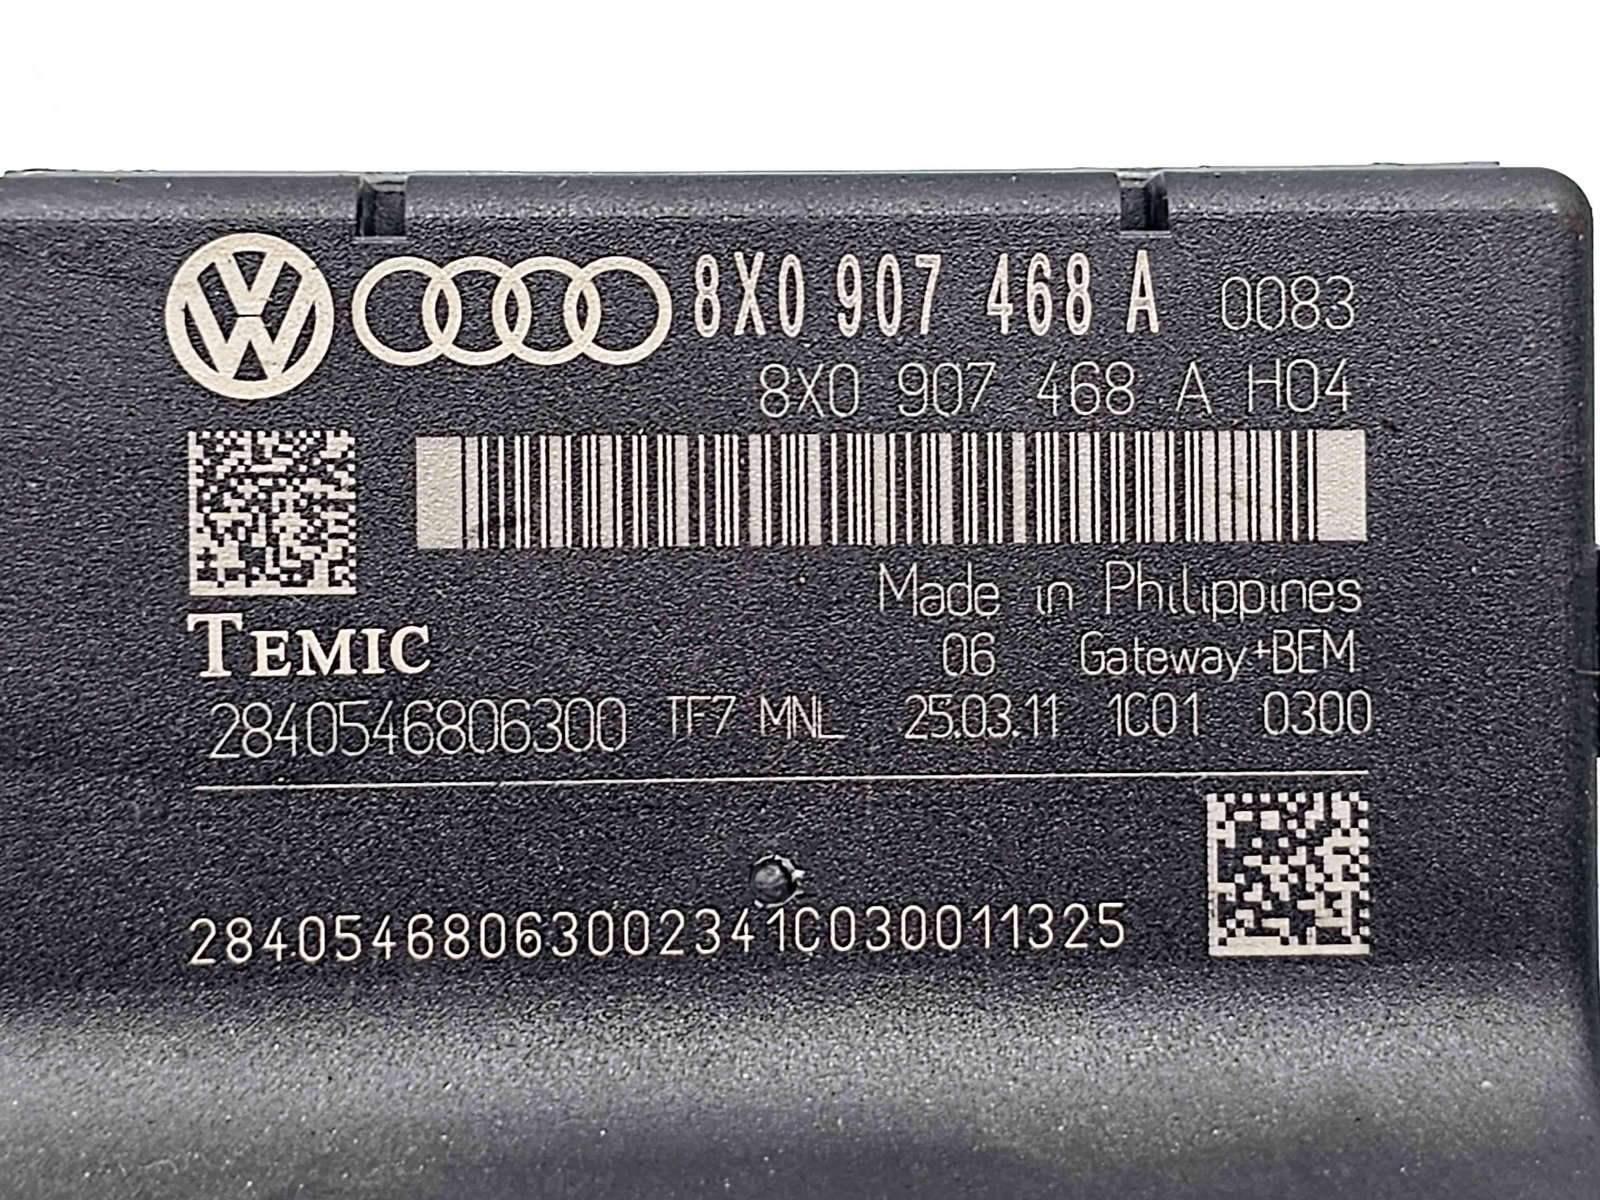 8X0 907 468 A 0083
8X0 907 468 A H04
Made in Philippines
TEMIC
06 Gateway+BEM
2840546806300 TF7 MNL 25.03.11 1C01 0300
28405468063002341C030011325